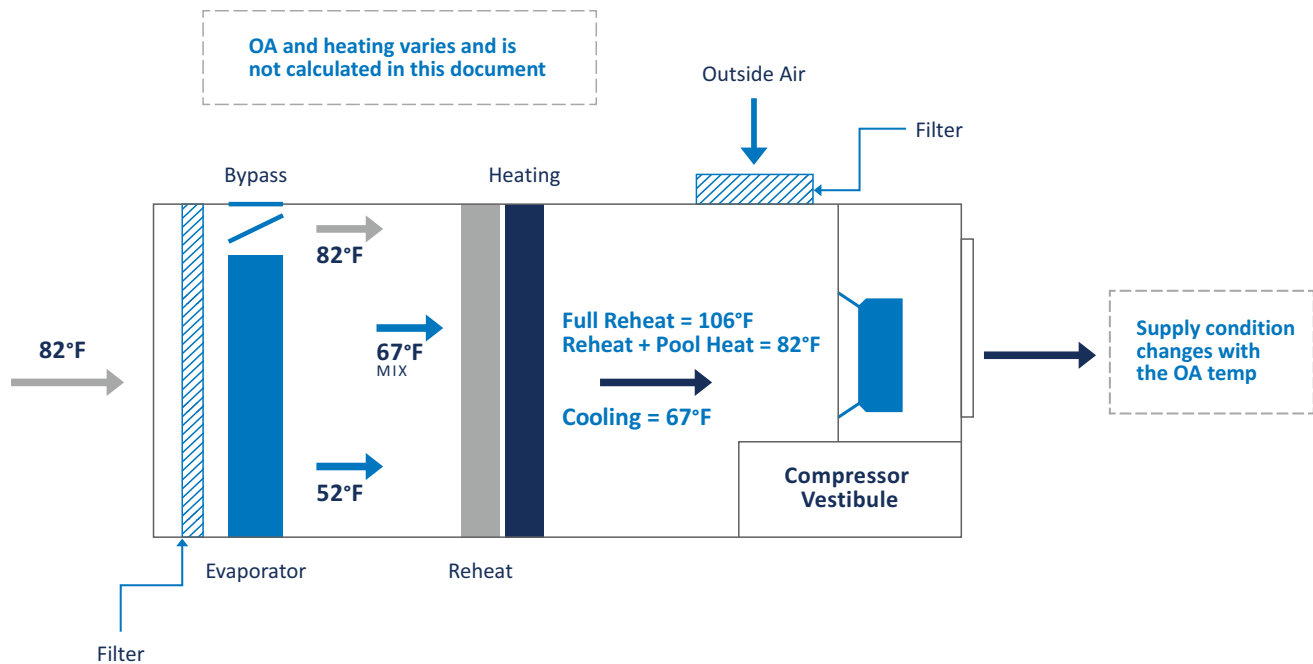 OA and heating varies and is
not calculated in this document
Outside Air
Filter
Bypass
Heating
82°F
82°F
67°F
MIX
52°F
Full Reheat = 106°F
Reheat + Pool Heat = 82°F
Cooling = 67°F
Supply condition
changes with
the OA temp
Compressor
Vestibule
Evaporator
Reheat
Filter